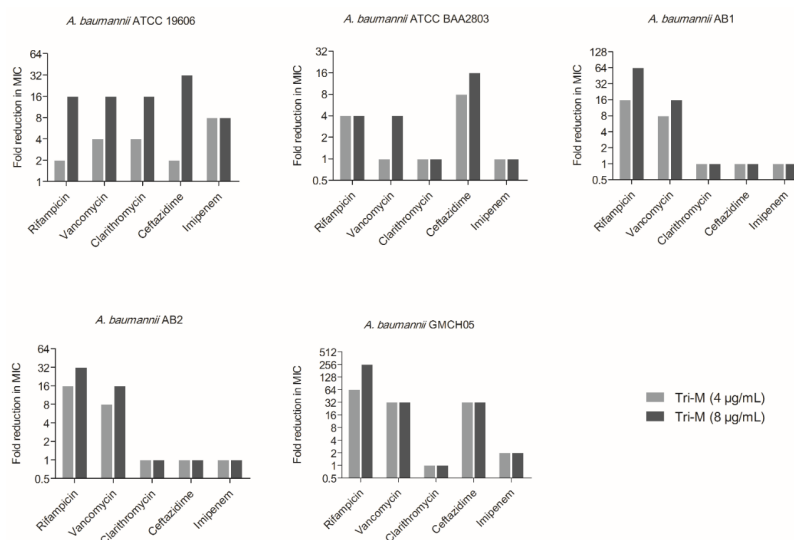 A. baumannii ATCC 19606
Fold reduction in MIC
64
32
16
8
4
2
1
Rifampicin
Vancomycin
Clarithromycin
Ceftazidime
Imipenem
A. baumannii ATCC BAA2803
Fold reduction in MIC
32
16
8
4
2
1
0.5
Rifampicin
Vancomycin
Clarithromycin
Ceftazidime
Imipenem
A. baumannii AB1
Fold reduction in MIC
128
64
32
16
8
4
2
1
0.5
Rifampicin
Vancomycin
Clarithromycin
Ceftazidime
Imipenem
A. baumannii AB2
Fold reduction in MIC
64
32
16
8
4
2
1
0.5
Rifampicin
Vancomycin
Clarithromycin
Ceftazidime
Imipenem
A. baumannii GMCH05
Fold reduction in MIC
512
256
128
64
32
16
8
4
2
1
0.5
Rifampicin
Vancomycin
Clarithromycin
Ceftazidime
Imipenem
Tri-M (4 µg/mL)
Tri-M (8 µg/mL)